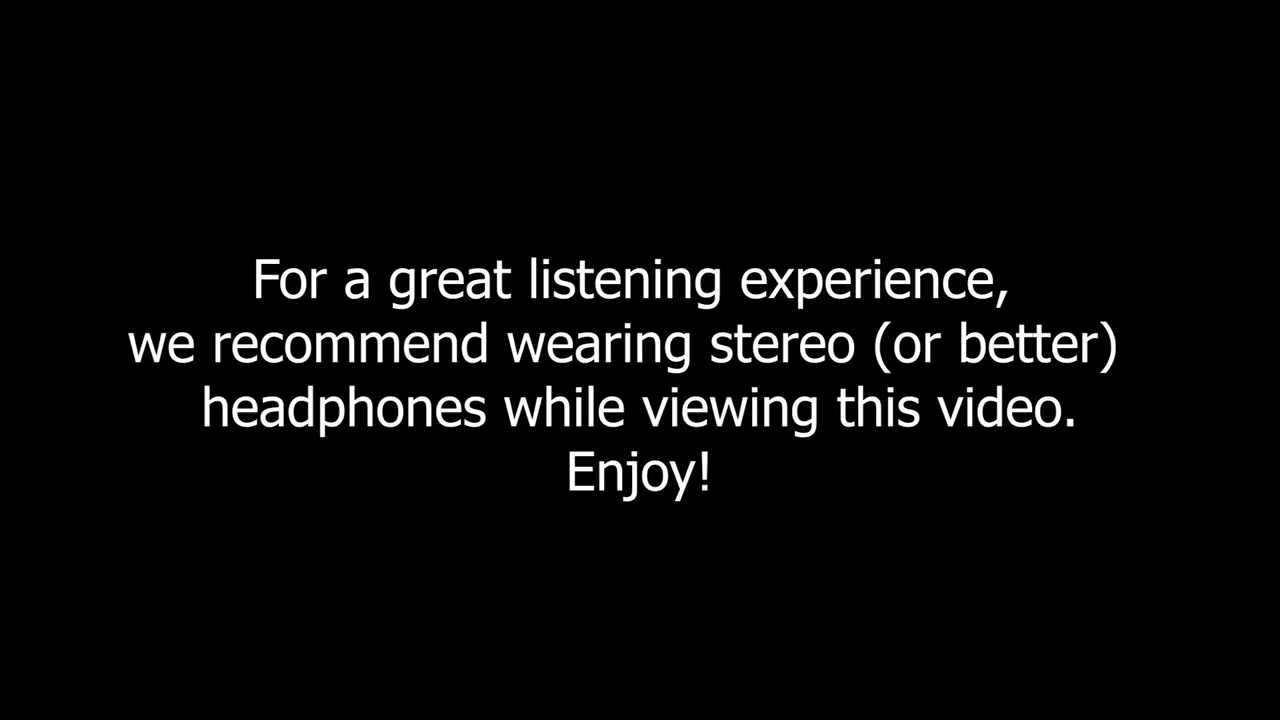 For a great listening experience,
we recommend wearing stereo (or better)
headphones while viewing this video.
Enjoy!